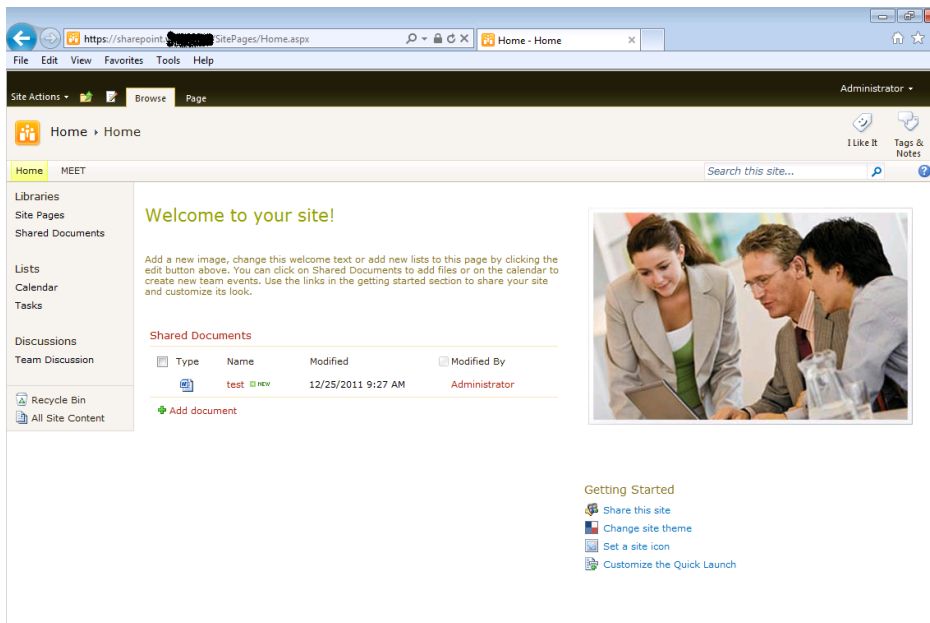 https://sharepoint. /SitePages/Home.aspx
Home - Home
File Edit View Favorites Tools Help
Administrator
Site Actions Browse Page
Home Home
I Like It
Tags & Notes
Home MEET
Search this site...
Libraries
Site Pages
Shared Documents
Lists
Calendar
Tasks
Discussions
Team Discussion
Recycle Bin
All Site Content
Welcome to your site!
Add a new image, change this welcome text or add new lists to this page by clicking the
edit button above. You can click on Shared Documents to add files or on the calendar to
create new team events. Use the links in the getting started section to share your site
and customize its look.
Shared Documents
Type Name Modified Modified By
test NEW 12/25/2011 9:27 AM Administrator
Add document
Getting Started
Share this site
Change site theme
Set a site icon
Customize the Quick Launch